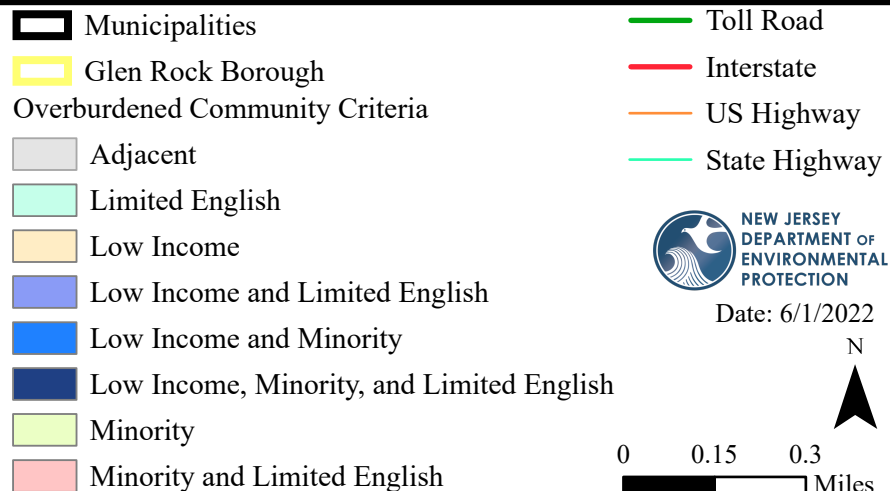 Municipalities
Glen Rock Borough
Overburdened Community Criteria
Adjacent
Limited English
Low Income
Low Income and Limited English
Low Income and Minority
Low Income, Minority, and Limited English
Minority
Minority and Limited English
Toll Road
Interstate
US Highway
State Highway
NEW JERSEY
DEPARTMENT OF
ENVIRONMENTAL
PROTECTION
Date: 6/1/2022
N
0 0.15 0.3
Miles